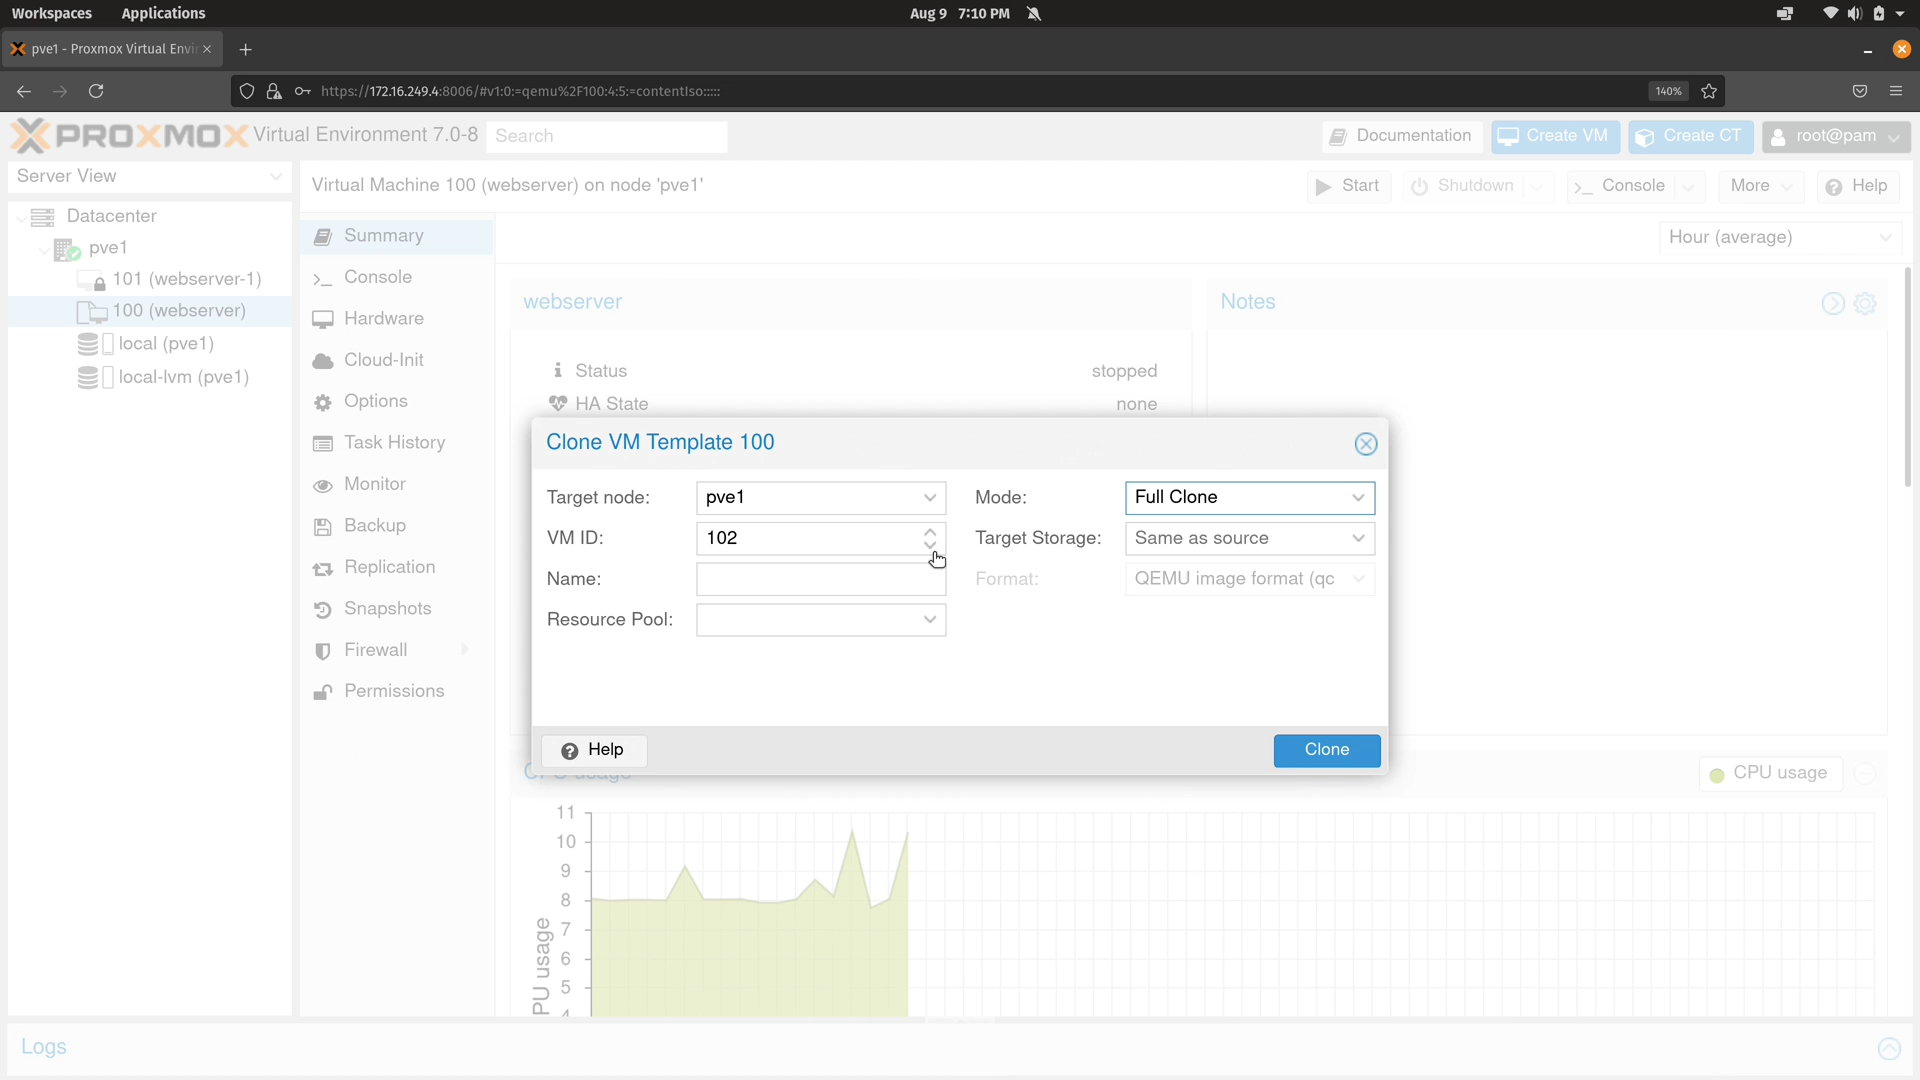 Workspaces Applications Aug 9 7:10 PM
pve1 - Proxmox Virtual Envi
https://172.16.249.4:8006/#v1:0:=qemu%2F100:4:5:=contentIso::::: 140%
PROXMOX Virtual Environment 7.0-8 Search Documentation Create VM Create CT root@pam
Server View
Virtual Machine 100 (webserver) on node 'pve1' Start Shutdown Console More Help
Datacenter
pve1
101 (webserver-1)
100 (webserver)
local (pve1)
local-lvm (pve1)
Summary
Console
Hardware
Cloud-Init
Options
Task History
Monitor
Backup
Replication
Snapshots
Firewall
Permissions
Hour (average)
webserver Notes
Status stopped
HA State none
Clone VM Template 100
Target node: pve1 Mode: Full Clone
VM ID: 102 Target Storage: Same as source
Name: Format: QEMU image format (qc
Resource Pool:
Help Clone
CPU usage CPU usage
11
10
9
8
7
6
5
4
PU usage
Logs